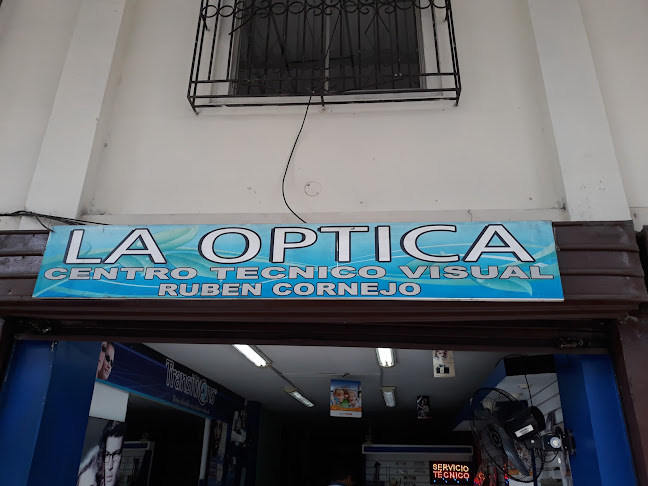 LA OPTICA
CENTRO TECNICO VISUAL
RUBEN CORNEJO
Transitions
SERVICIO
TECNICO